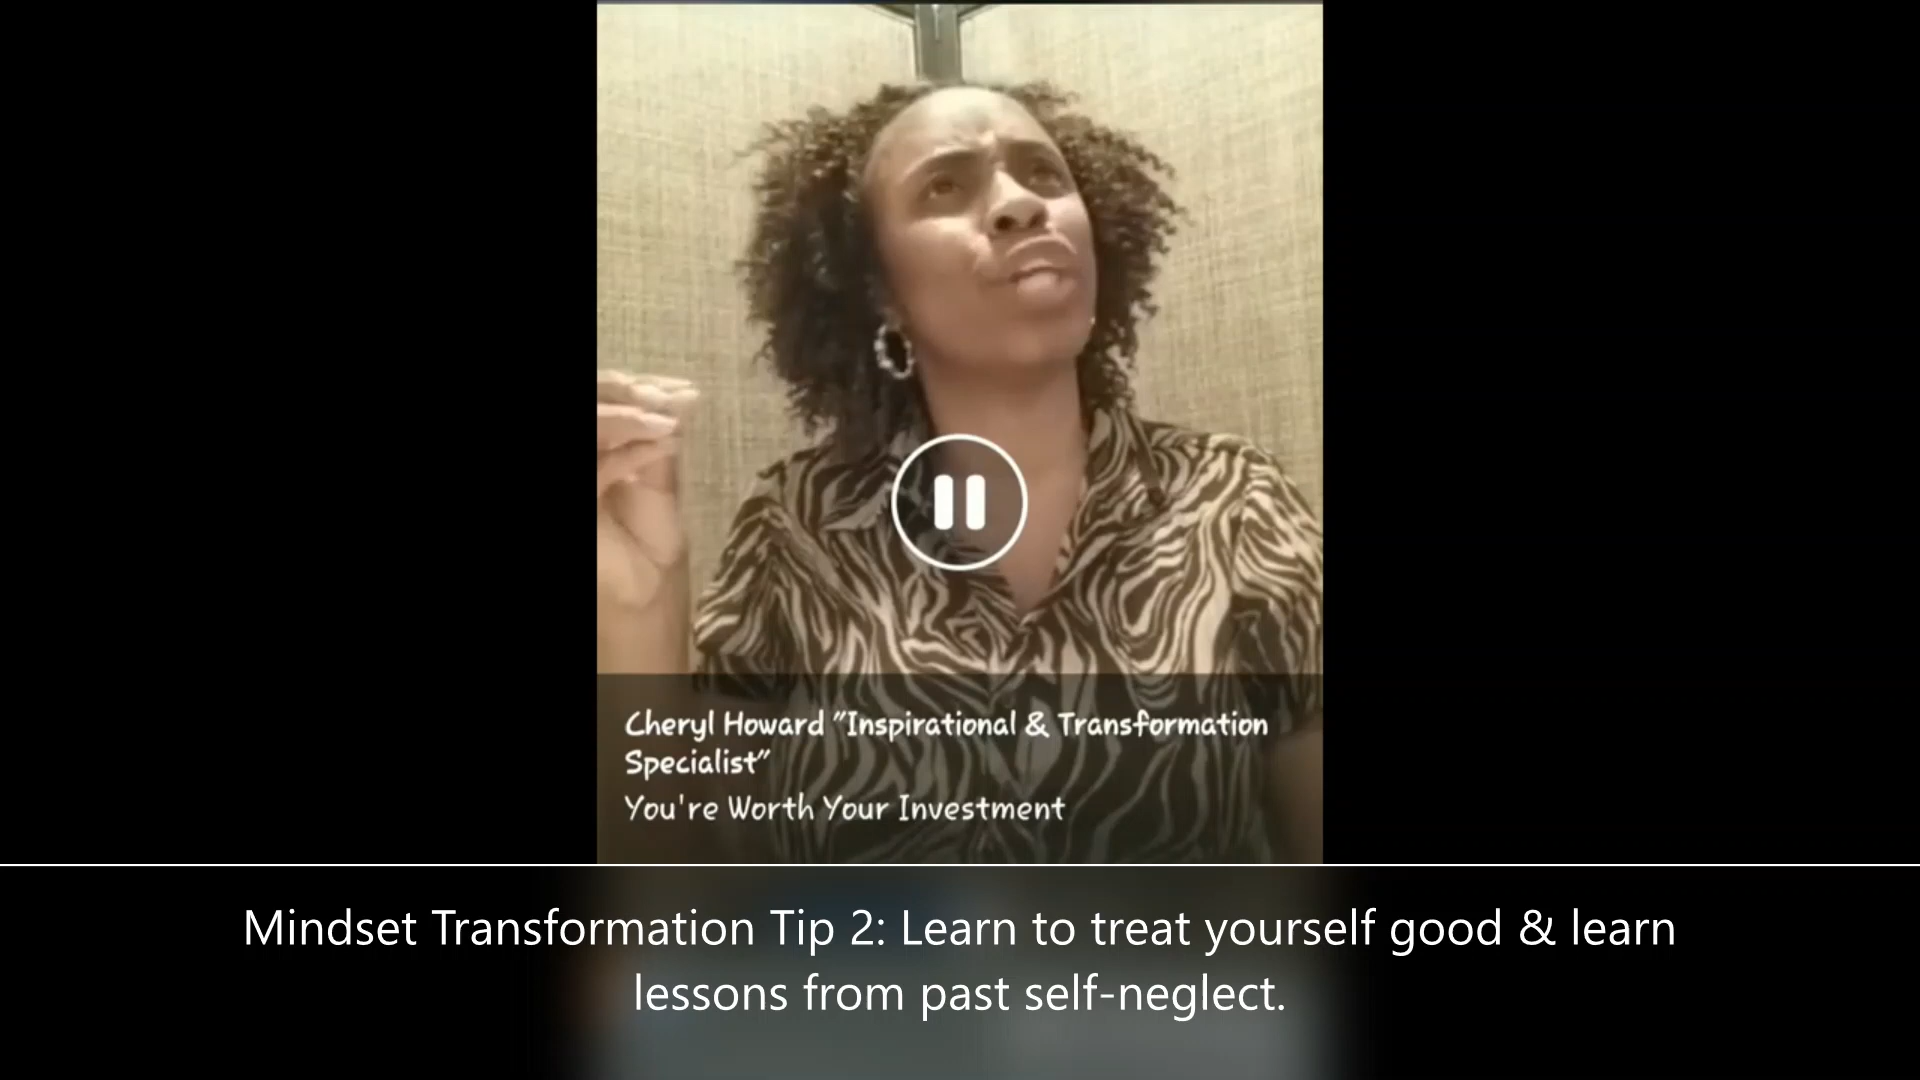 Cheryl Howard "Inspirational & Transformation
Specialist"
You're Worth Your Investment
Mindset Transformation Tip 2: Learn to treat yourself good & learn
lessons from past self-neglect.